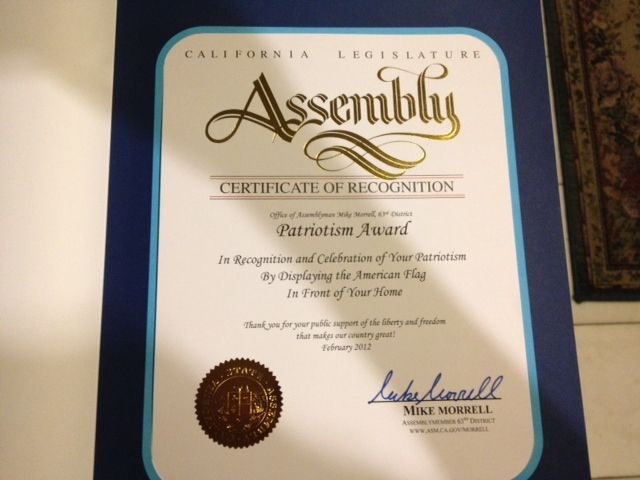 CALIFORNIA LEGISLATURE
Assembly
CERTIFICATE OF RECOGNITION
Office of Assemblyman Mike Morrell, 63rd District
Patriotism Award
In Recognition and Celebration of Your Patriotism
By Displaying the American Flag
In Front of Your Home
Thank you for your public support of the liberty and freedom
that makes our country great!
February 2012
Mike Morrell
MIKE MORRELL
ASSEMBLYMEMBER 63RD DISTRICT
WWW.ASM.CA.GOV/MORRELL